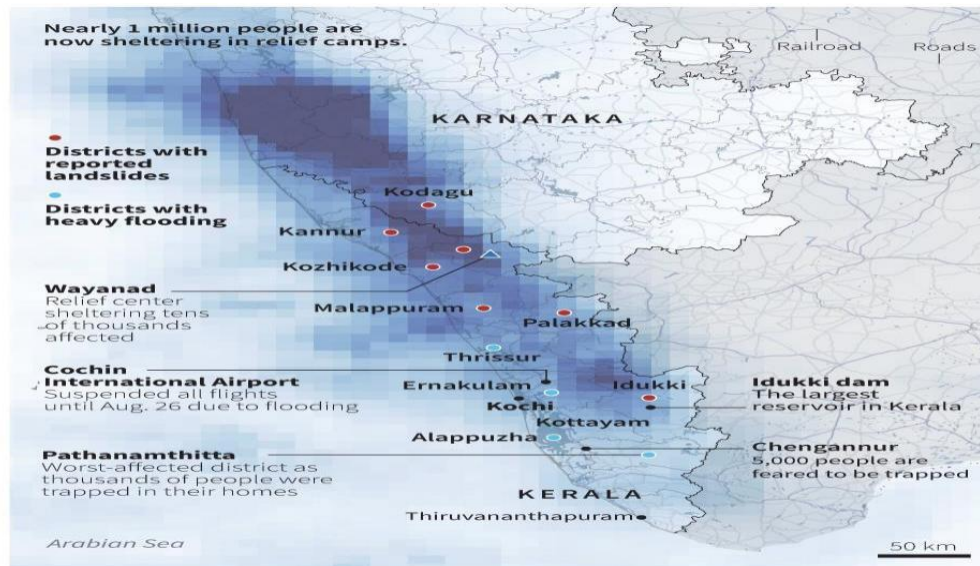 Nearly 1 million people are
now sheltering in relief camps.
Railroad
Roads
KARNATAKA
Districts with
reported
landslides
Districts with
heavy flooding
Kodagu
Kannur
Kozhikode
Wayanad
Relief center
sheltering tens
of thousands
affected
Malappuram
Palakkad
Thrissur
Cochin
International Airport
Suspended all flights
until Aug. 26 due to flooding
Ernakulam
Kochi
Idukki
Idukki dam
The largest
reservoir in Kerala
Kottayam
Alappuzha
Pathanamthitta
Worst-affected district as
thousands of people were
trapped in their homes
Chengannur
5,000 people are
feared to be trapped
KERALA
Thiruvananthapuram
Arabian Sea
50 km